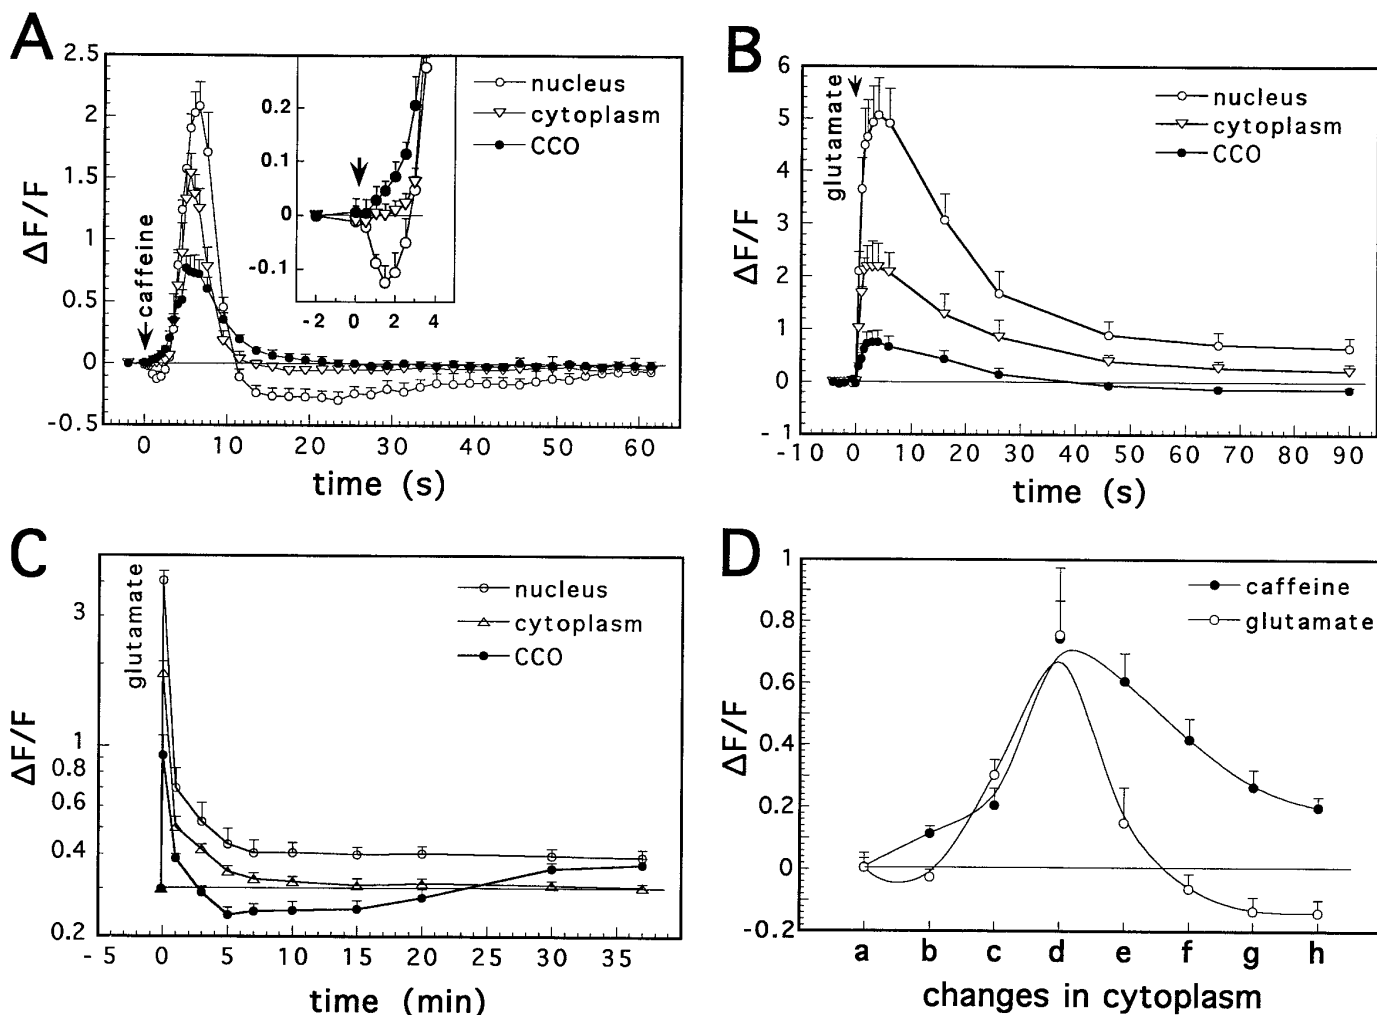 A
2.5
2
1.5
1
0.5
0
-0.5
ΔF/F
caffeine
nucleus
cytoplasm
CCO
0.2
0.1
0
-0.1
-2 0 2 4
0 10 20 30 40 50 60
time (s)
B
6
5
4
3
2
1
0
-1
ΔF/F
glutamate
nucleus
cytoplasm
CCO
-10 0 10 20 30 40 50 60 70 80 90
time (s)
C
3
1
0.8
0.6
0.4
0.2
ΔF/F
glutamate
nucleus
cytoplasm
CCO
-5 0 5 10 15 20 25 30 35
time (min)
D
1
0.8
0.6
0.4
0.2
0
-0.2
ΔF/F
caffeine
glutamate
a b c d e f g h
changes in cytoplasm